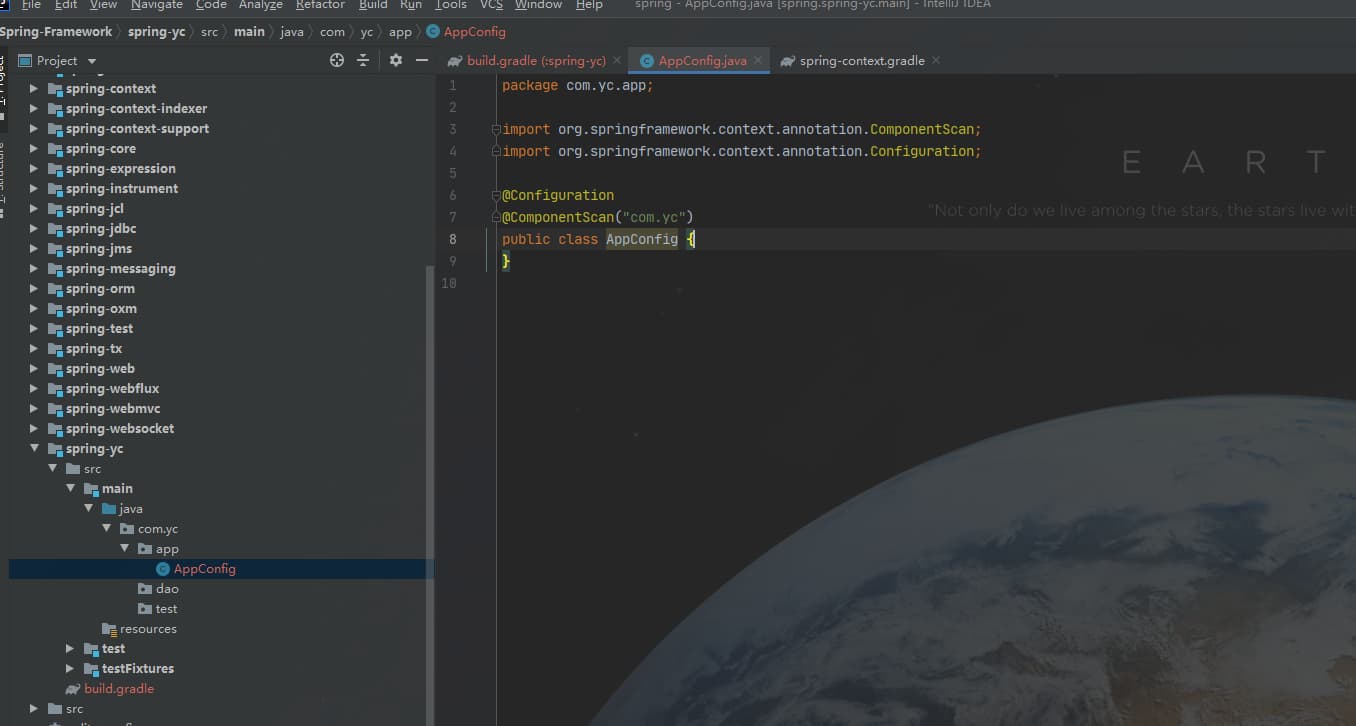 File Edit View Navigate Code Analyze Refactor Build Run Tools VCS Window Help spring - AppConfig.java [spring.spring-yc.main] - IntelliJ IDEA
Spring-Framework spring-yc src main java com yc app AppConfig
Project
build.gradle (:spring-yc) AppConfig.java spring-context.gradle
spring-context
spring-context-indexer
spring-context-support
spring-core
spring-expression
spring-instrument
spring-jcl
spring-jdbc
spring-jms
spring-messaging
spring-orm
spring-oxm
spring-test
spring-tx
spring-web
spring-webflux
spring-webmvc
spring-websocket
spring-yc
src
main
java
com.yc
app
AppConfig
dao
test
resources
test
testFixtures
build.gradle
src
1 package com.yc.app;
2
3 import org.springframework.context.annotation.ComponentScan;
4 import org.springframework.context.annotation.Configuration;
5
6 @Configuration
7 @ComponentScan("com.yc")
8 public class AppConfig {
9 }
10
E A R T
"Not only do we live among the stars, the stars live wit